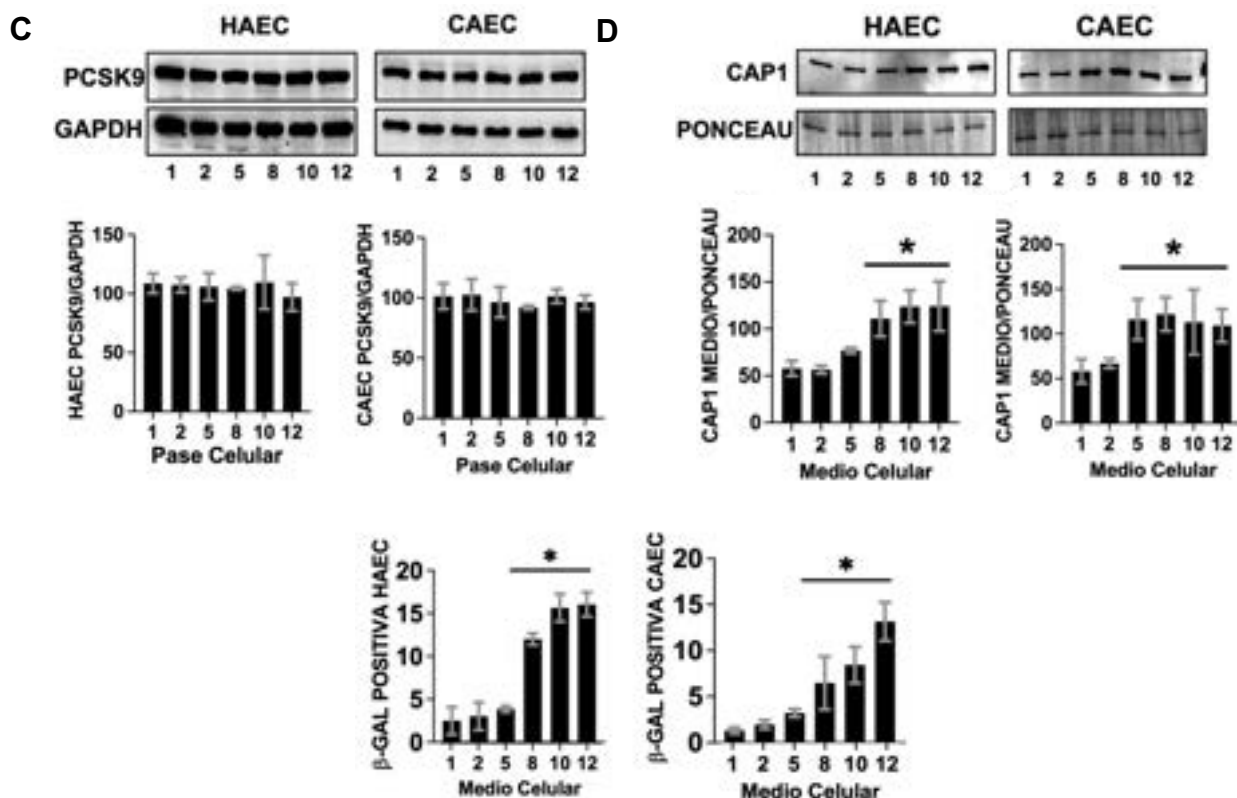 C
HAEC
CAEC
PCSK9
GAPDH
1 2 5 8 10 12
1 2 5 8 10 12
HAEC PCSK9/GAPDH
150
100
50
0
1 2 5 8 10 12
Pase Celular
CAEC PCSK9/GAPDH
150
100
50
0
1 2 5 8 10 12
Pase Celular
D
HAEC
CAEC
CAP1
PONCEAU
1 2 5 8 10 12
1 2 5 8 10 12
CAP1 MEDIO/PONCEAU
200
150
100
50
0
*
1 2 5 8 10 12
Medio Celular
CAP1 MEDIO/PONCEAU
200
150
100
50
0
*
1 2 5 8 10 12
Medio Celular
β-GAL POSITIVA HAEC
20
15
10
5
0
*
1 2 5 8 10 12
Medio Celular
β-GAL POSITIVA CAEC
20
15
10
5
0
*
1 2 5 8 10 12
Medio Celular